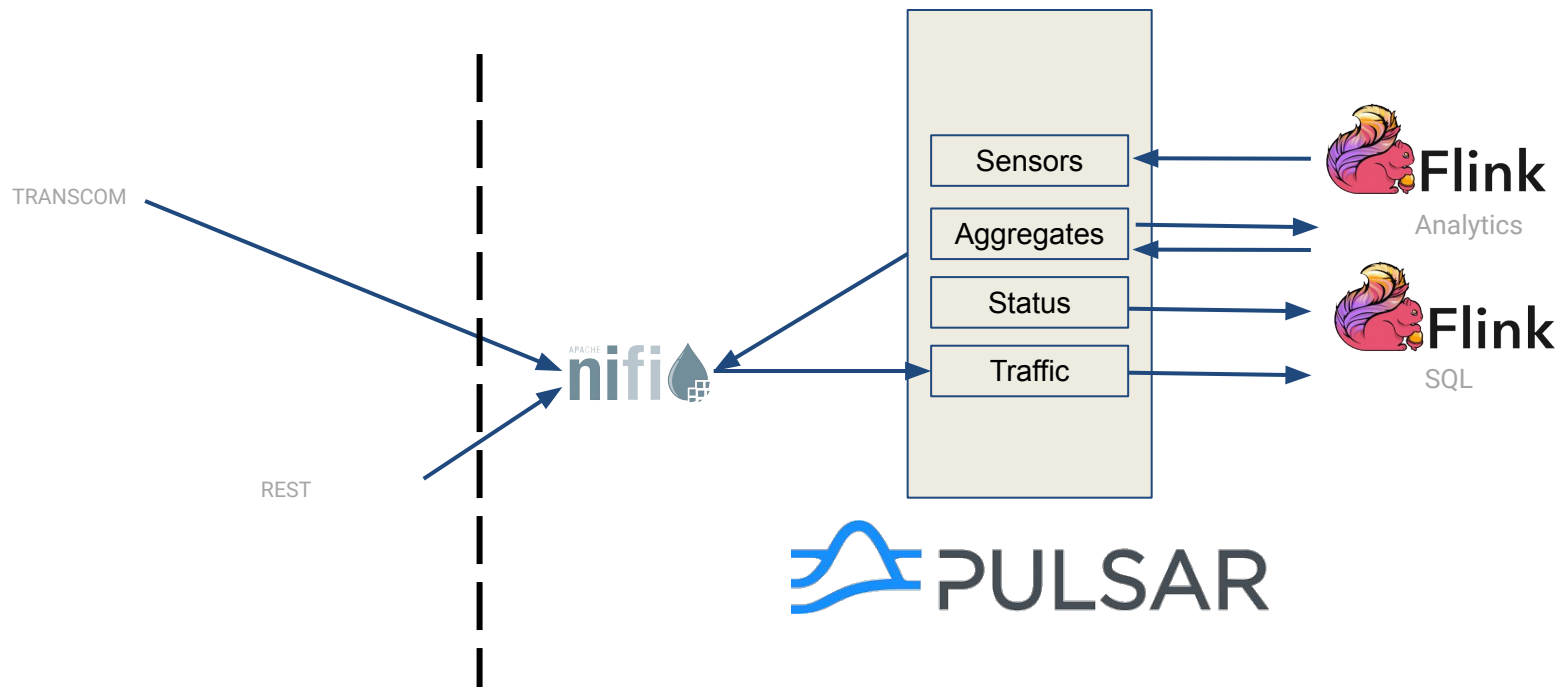 TRANSCOM
REST
APACHE
nifi
Sensors
Aggregates
Status
Traffic
Flink
Analytics
Flink
SQL
PULSAR